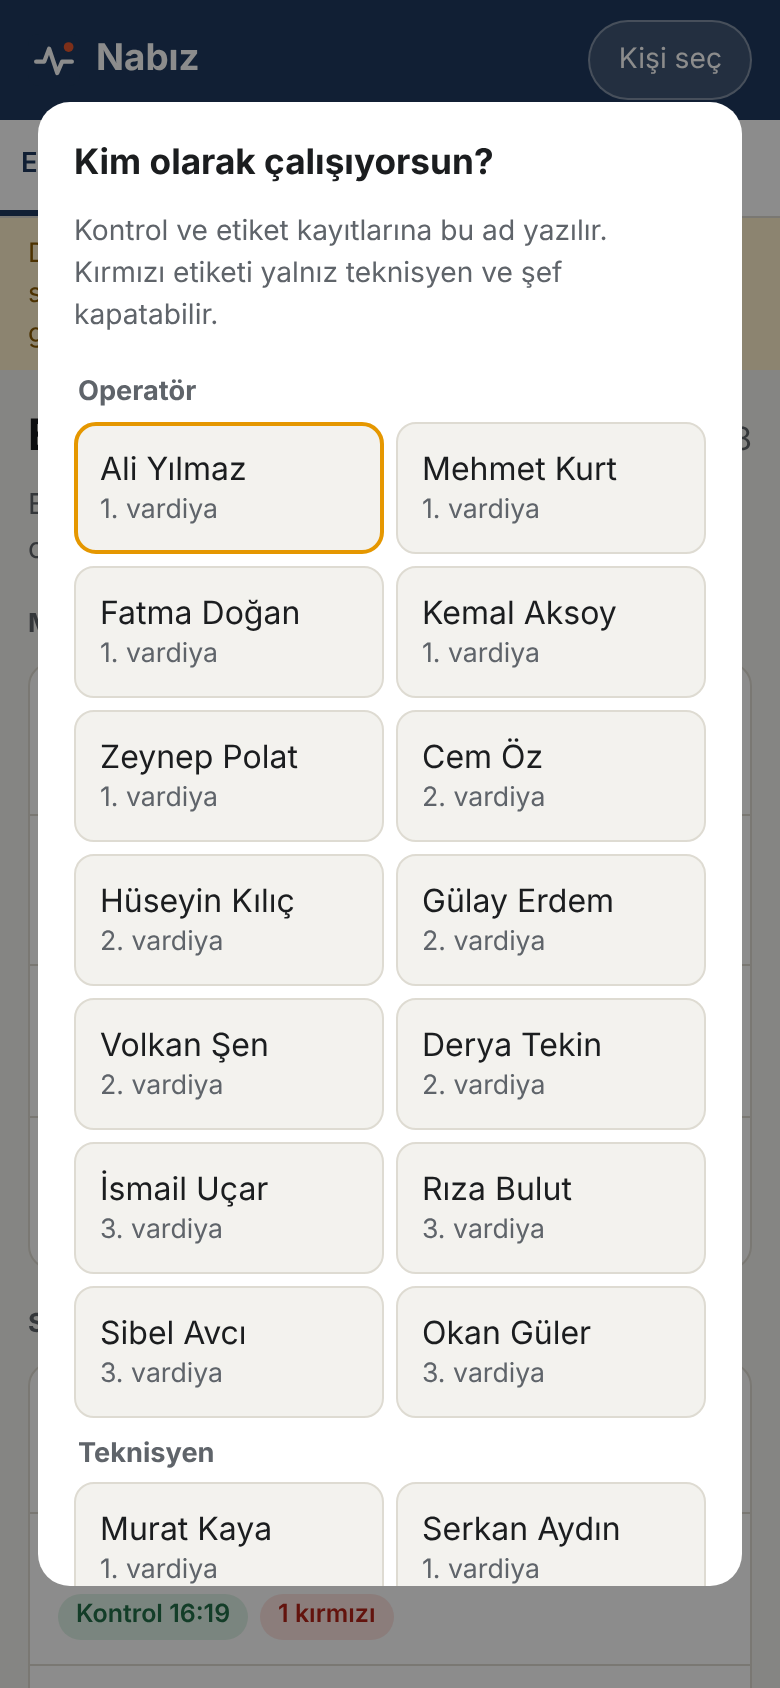 Nabız
Kişi seç
Kim olarak çalışıyorsun?
Kontrol ve etiket kayıtlarına bu ad yazılır.
Kırmızı etiketi yalnız teknisyen ve şef
kapatabilir.
Operatör
Ali Yılmaz
1. vardiya
Mehmet Kurt
1. vardiya
Fatma Doğan
1. vardiya
Kemal Aksoy
1. vardiya
Zeynep Polat
1. vardiya
Cem Öz
2. vardiya
Hüseyin Kılıç
2. vardiya
Gülay Erdem
2. vardiya
Volkan Şen
2. vardiya
Derya Tekin
2. vardiya
İsmail Uçar
3. vardiya
Rıza Bulut
3. vardiya
Sibel Avcı
3. vardiya
Okan Güler
3. vardiya
Teknisyen
Murat Kaya
1. vardiya
Serkan Aydın
1. vardiya
Kontrol 16:19
1 kırmızı